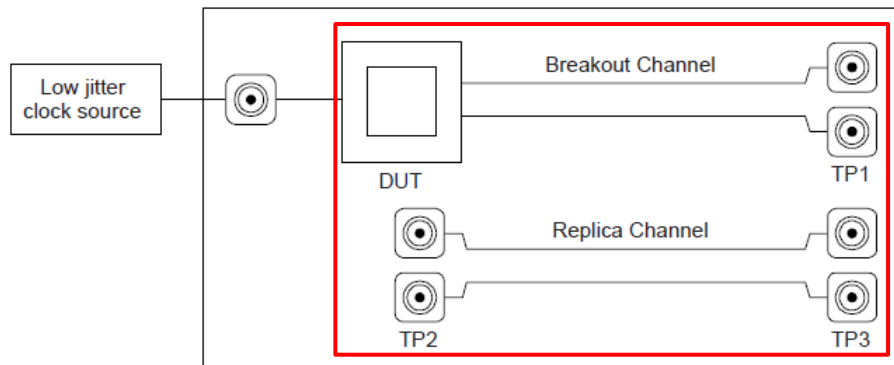 Low jitter
clock source
Breakout Channel
DUT
TP1
Replica Channel
TP2
TP3